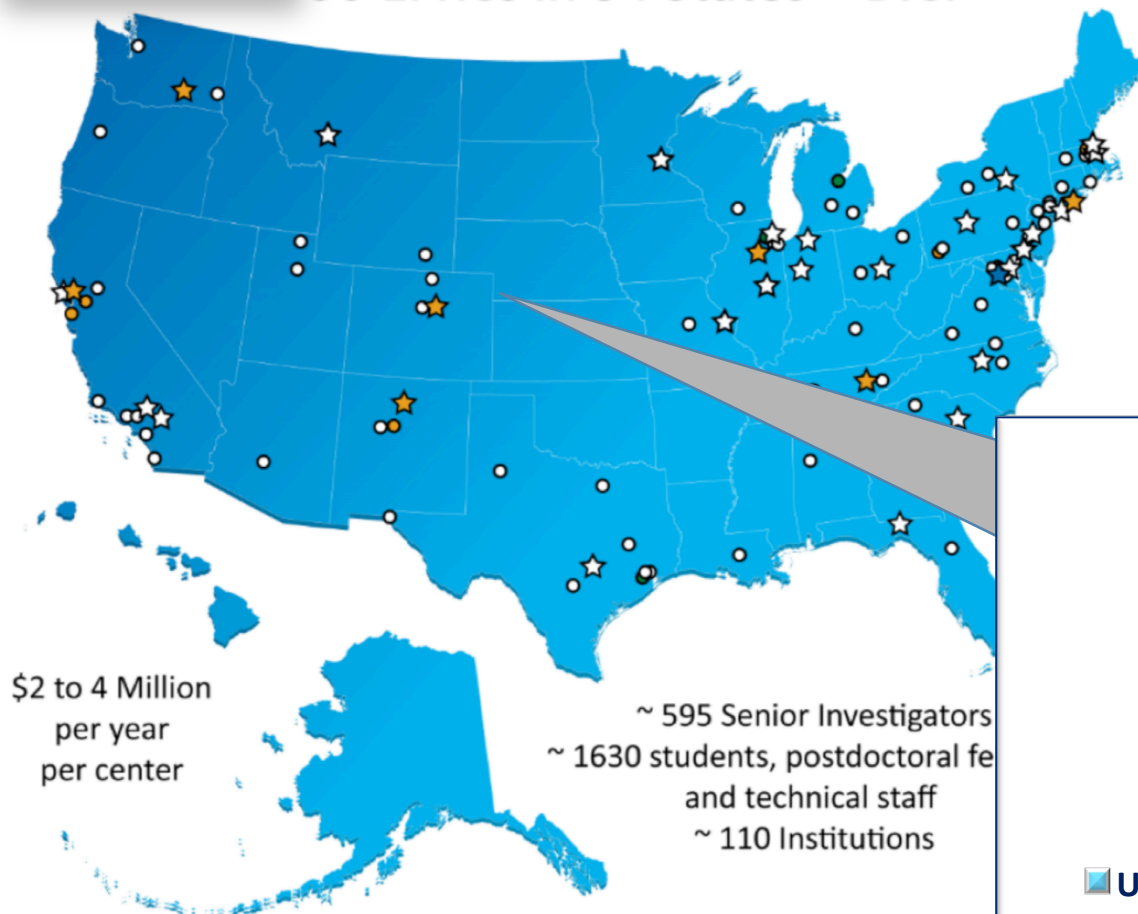 $2 to 4 Million
per year
per center
~ 595 Senior Investigators
~ 1630 students, postdoctoral fe
and technical staff
~ 110 Institutions
U